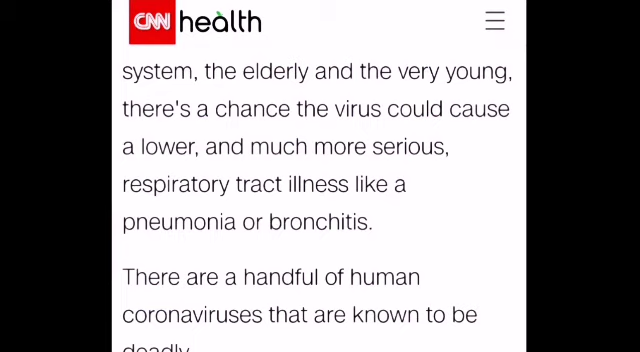 CNN health
system, the elderly and the very young,
there's a chance the virus could cause
a lower, and much more serious,
respiratory tract illness like a
pneumonia or bronchitis.
There are a handful of human
coronaviruses that are known to be
deadly